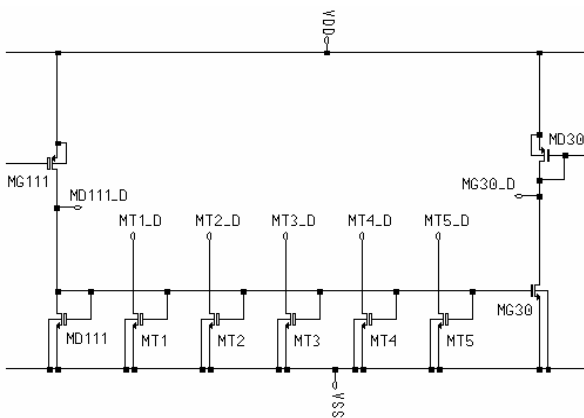 VDD
MD30
MG111
MD111_D
MG30_D
MT1_D
MT2_D
MT3_D
MT4_D
MT5_D
MG30
MD111
MT1
MT2
MT3
MT4
MT5
VSS